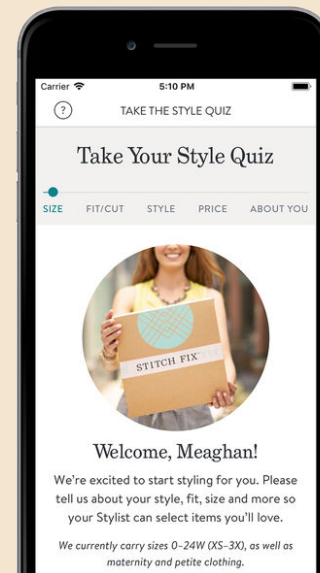 Carrier 5:10 PM
? TAKE THE STYLE QUIZ
Take Your Style Quiz
SIZE FIT/CUT STYLE PRICE ABOUT YOU
STITCH FIX
Welcome, Meaghan!
We're excited to start styling for you. Please
tell us about your style, fit, size and more so
your Stylist can select items you'll love.
We currently carry sizes 0–24W (XS–3X), as well as
maternity and petite clothing.